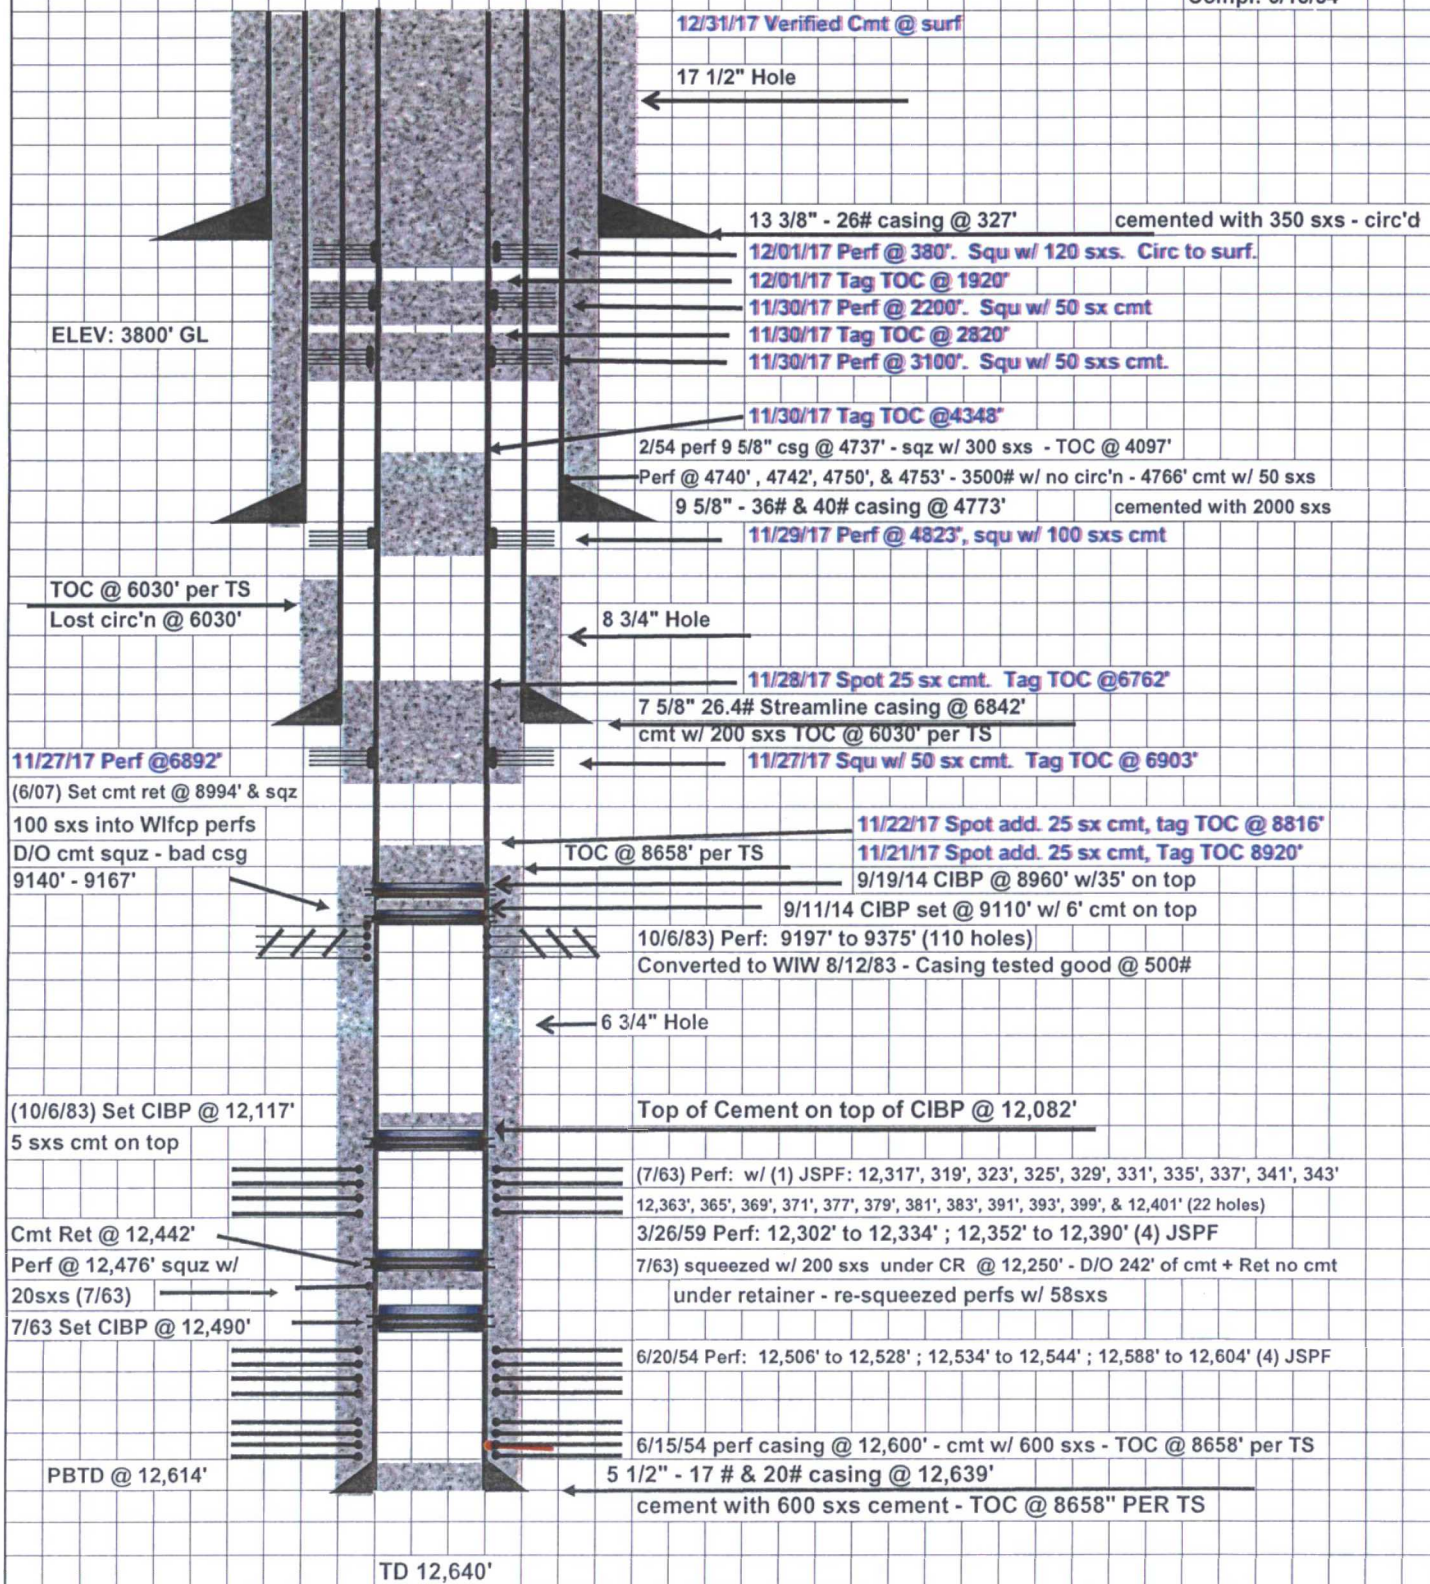 12/31/17 Verified Cmt @ surf
17 1/2" Hole
13 3/8" - 26# casing @ 327' cemented with 350 sxs - circ'd
12/01/17 Perf @ 380'. Squ w/ 120 sxs. Circ to surf.
12/01/17 Tag TOC @ 1920'
11/30/17 Perf @ 2200'. Squ w/ 50 sx cmt
ELEV: 3800' GL
11/30/17 Tag TOC @ 2820'
11/30/17 Perf @ 3100'. Squ w/ 50 sxs cmt.
11/30/17 Tag TOC @4348'
2/54 perf 9 5/8" csg @ 4737' - sqz w/ 300 sxs - TOC @ 4097'
Perf @ 4740' , 4742', 4750', & 4753' - 3500# w/ no circ'n - 4766' cmt w/ 50 sxs
9 5/8" - 36# & 40# casing @ 4773' cemented with 2000 sxs
11/29/17 Perf @ 4823', squ w/ 100 sxs cmt
TOC @ 6030' per TS
Lost circ'n @ 6030'
8 3/4" Hole
11/28/17 Spot 25 sx cmt. Tag TOC @6762'
7 5/8" 26.4# Streamline casing @ 6842'
cmt w/ 200 sxs TOC @ 6030' per TS
11/27/17 Perf @6892'
11/27/17 Squ w/ 50 sx cmt. Tag TOC @ 6903'
(6/07) Set cmt ret @ 8994' & sqz
100 sxs into Wlfcp perfs
D/O cmt squz - bad csg
9140' - 9167'
11/22/17 Spot add. 25 sx cmt, tag TOC @ 8816'
TOC @ 8658' per TS
11/21/17 Spot add. 25 sx cmt, Tag TOC 8920'
9/19/14 CIBP @ 8960' w/35' on top
9/11/14 CIBP set @ 9110' w/ 6' cmt on top
10/6/83) Perf: 9197' to 9375' (110 holes)
Converted to WIW 8/12/83 - Casing tested good @ 500#
6 3/4" Hole
(10/6/83) Set CIBP @ 12,117'
5 sxs cmt on top
Top of Cement on top of CIBP @ 12,082'
(7/63) Perf: w/ (1) JSPF: 12,317', 319', 323', 325', 329', 331', 335', 337', 341', 343'
12,363', 365', 369', 371', 377', 379', 381', 383', 391', 393', 399', & 12,401' (22 holes)
Cmt Ret @ 12,442'
3/26/59 Perf: 12,302' to 12,334' ; 12,352' to 12,390' (4) JSPF
Perf @ 12,476' squz w/
20sxs (7/63)
7/63) squeezed w/ 200 sxs under CR @ 12,250' - D/O 242' of cmt + Ret no cmt
under retainer - re-squeezed perfs w/ 58sxs
7/63 Set CIBP @ 12,490'
6/20/54 Perf: 12,506' to 12,528' ; 12,534' to 12,544' ; 12,588' to 12,604' (4) JSPF
6/15/54 perf casing @ 12,600' - cmt w/ 600 sxs - TOC @ 8658' per TS
PBTD @ 12,614'
5 1/2" - 17 # & 20# casing @ 12,639'
cement with 600 sxs cement - TOC @ 8658" PER TS
TD 12,640'